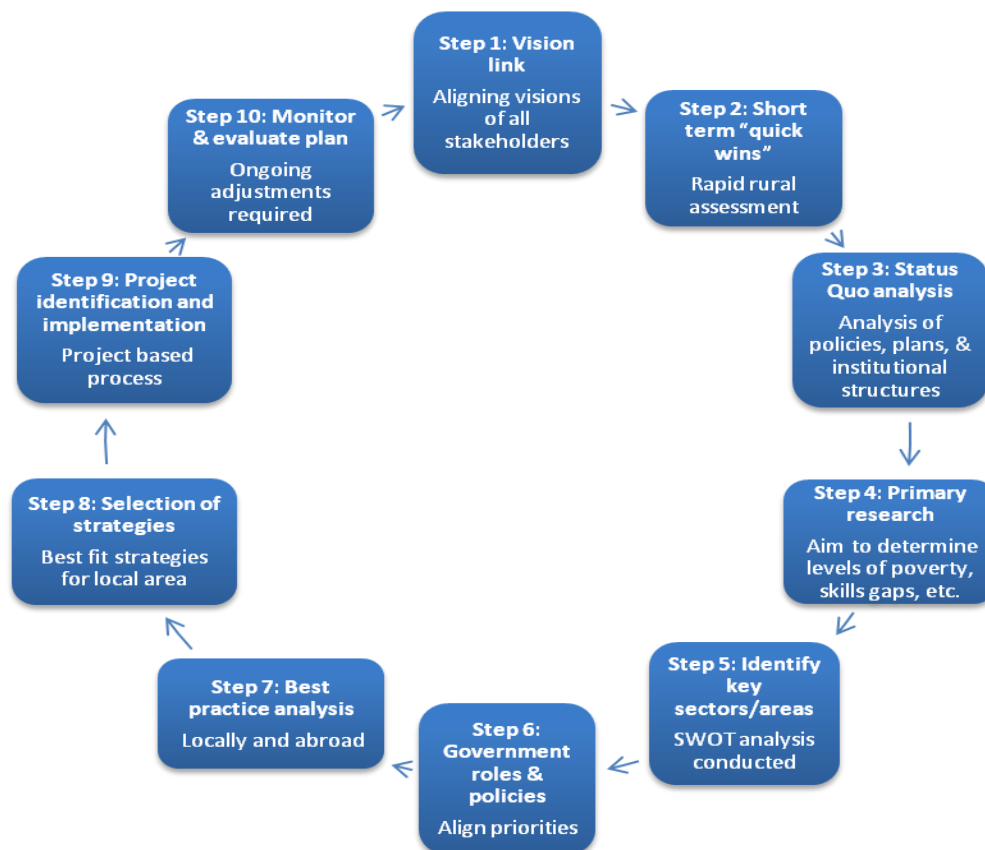 Step 1: Vision
link
Aligning visions
of all
stakeholders
Step 2: Short
term “quick
wins”
Rapid rural
assessment
Step 3: Status
Quo analysis
Analysis of
policies, plans, &
institutional
structures
Step 4: Primary
research
Aim to determine
levels of poverty,
skills gaps, etc.
Step 5: Identify
key
sectors/areas
SWOT analysis
conducted
Step 6:
Government
roles &
policies
Align priorities
Step 7: Best
practice analysis
Locally and abroad
Step 8: Selection of
strategies
Best fit strategies
for local area
Step 9: Project
identification and
implementation
Project based
process
Step 10: Monitor
& evaluate plan
Ongoing
adjustments
required